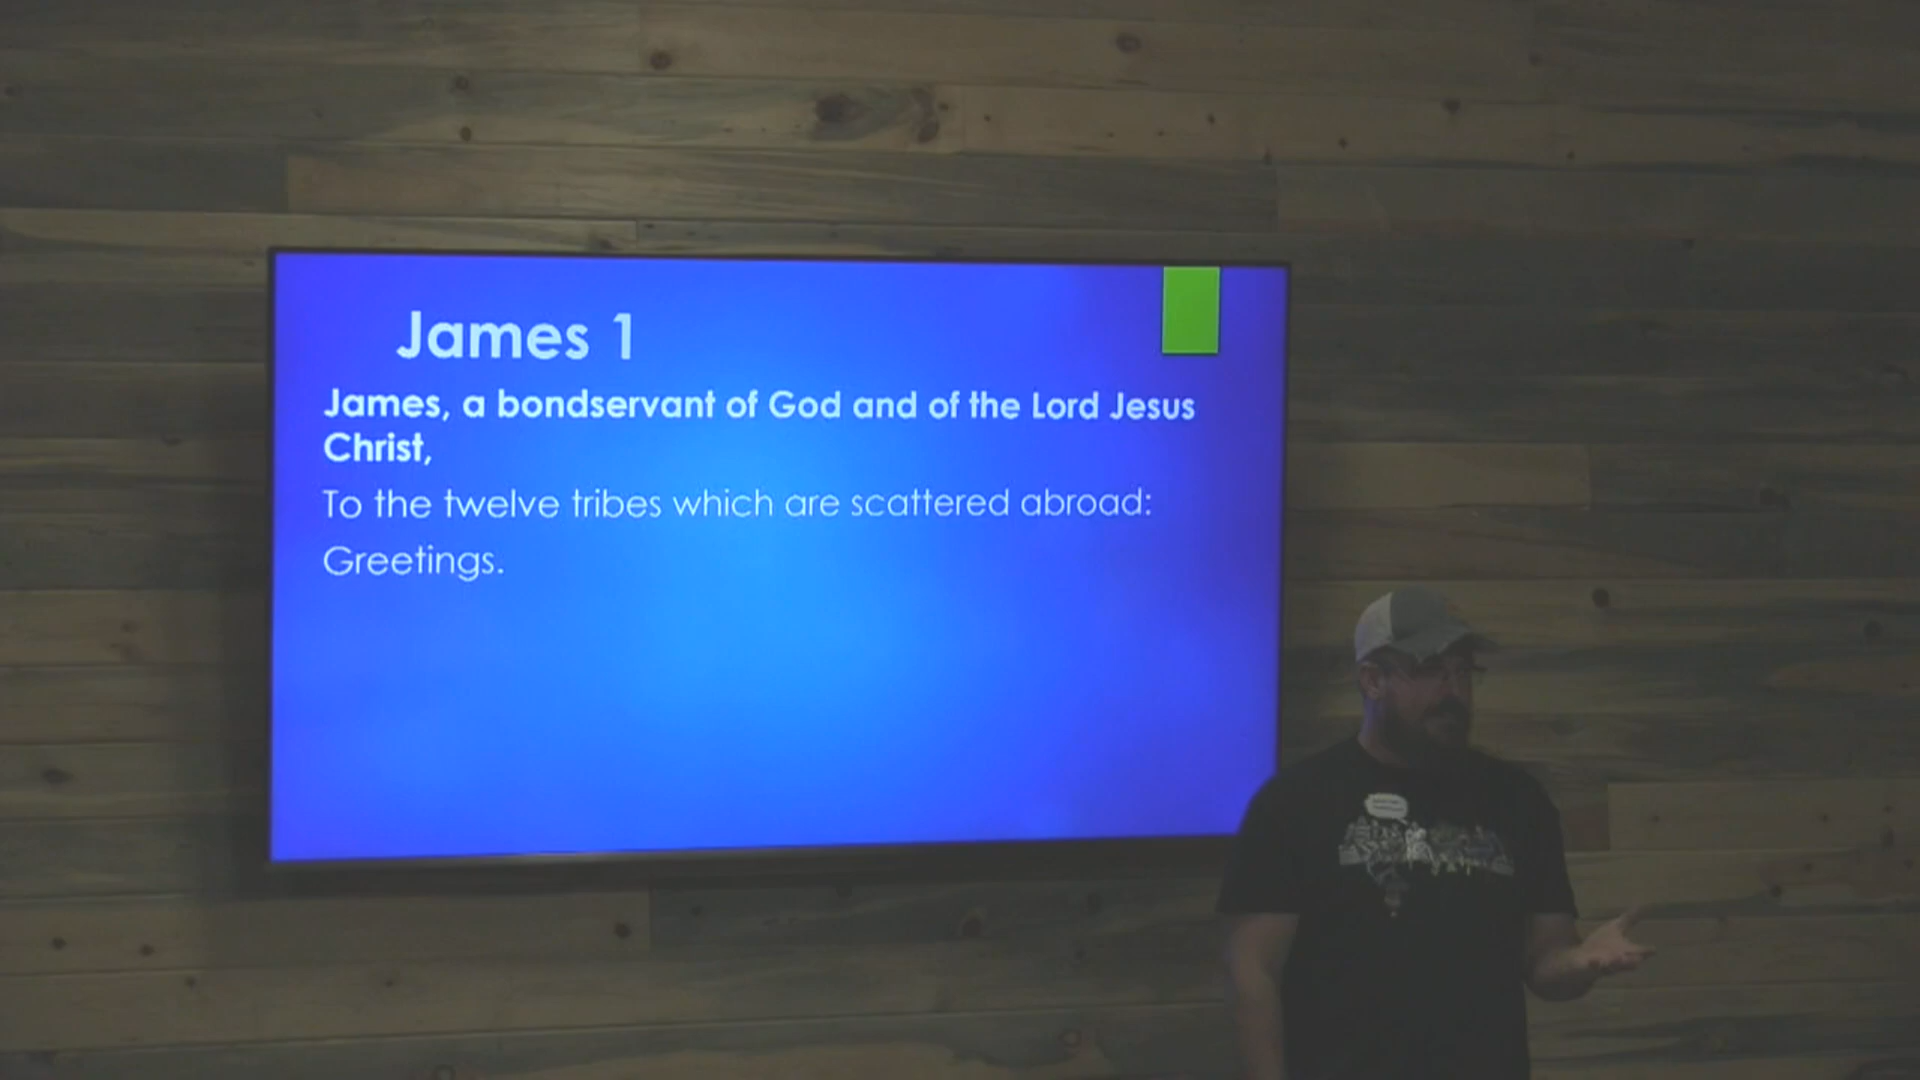 James 1
James, a bondservant of God and of the Lord Jesus
Christ,
To the twelve tribes which are scattered abroad:
Greetings.